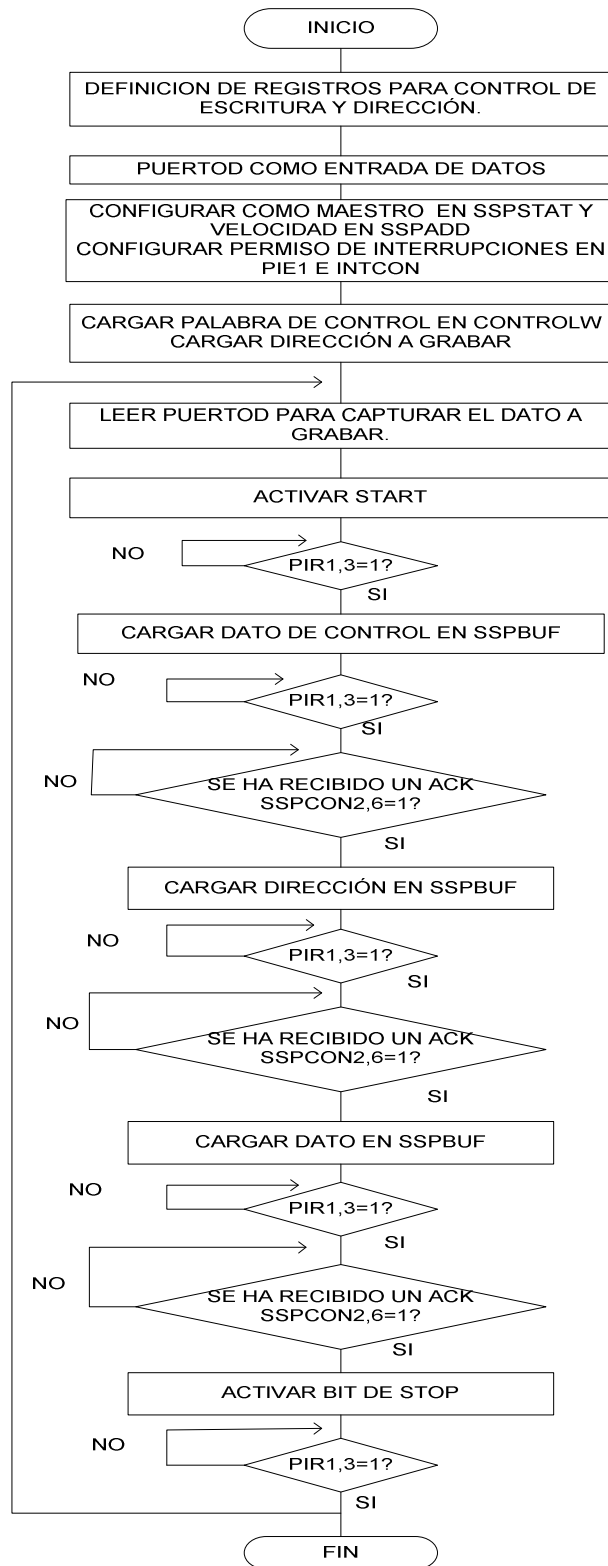 INICIO
DEFINICION DE REGISTROS PARA CONTROL DE
ESCRITURA Y DIRECCIÓN.
PUERTOD COMO ENTRADA DE DATOS
CONFIGURAR COMO MAESTRO EN SSPSTAT Y
VELOCIDAD EN SSPADD
CONFIGURAR PERMISO DE INTERRUPCIONES EN
PIE1 E INTCON
CARGAR PALABRA DE CONTROL EN CONTROLW
CARGAR DIRECCIÓN A GRABAR
LEER PUERTOD PARA CAPTURAR EL DATO A
GRABAR.
ACTIVAR START
NO
PIR1,3=1?
SI
CARGAR DATO DE CONTROL EN SSPBUF
NO
PIR1,3=1?
SI
NO
SE HA RECIBIDO UN ACK
SSPCON2,6=1?
SI
CARGAR DIRECCIÓN EN SSPBUF
NO
PIR1,3=1?
SI
NO
SE HA RECIBIDO UN ACK
SSPCON2,6=1?
SI
CARGAR DATO EN SSPBUF
NO
PIR1,3=1?
SI
NO
SE HA RECIBIDO UN ACK
SSPCON2,6=1?
SI
ACTIVAR BIT DE STOP
NO
PIR1,3=1?
SI
FIN